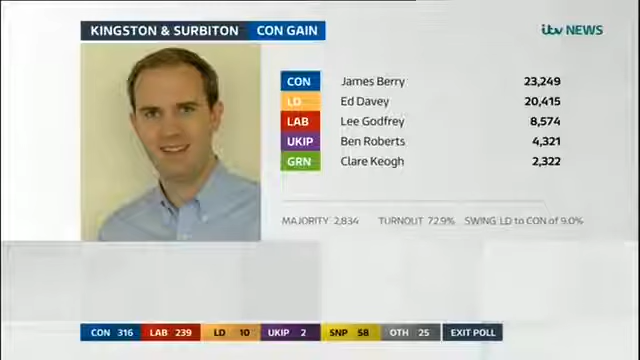 KINGSTON & SURBITON CON GAIN
itv NEWS
CON James Berry 23,249
LD Ed Davey 20,415
LAB Lee Godfrey 8,574
UKIP Ben Roberts 4,321
GRN Clare Keogh 2,322
MAJORITY 2,834 TURNOUT 72.9% SWING LD to CON of 9.0%
CON 316 LAB 239 LD 10 UKIP 2 SNP 58 OTH 25 EXIT POLL